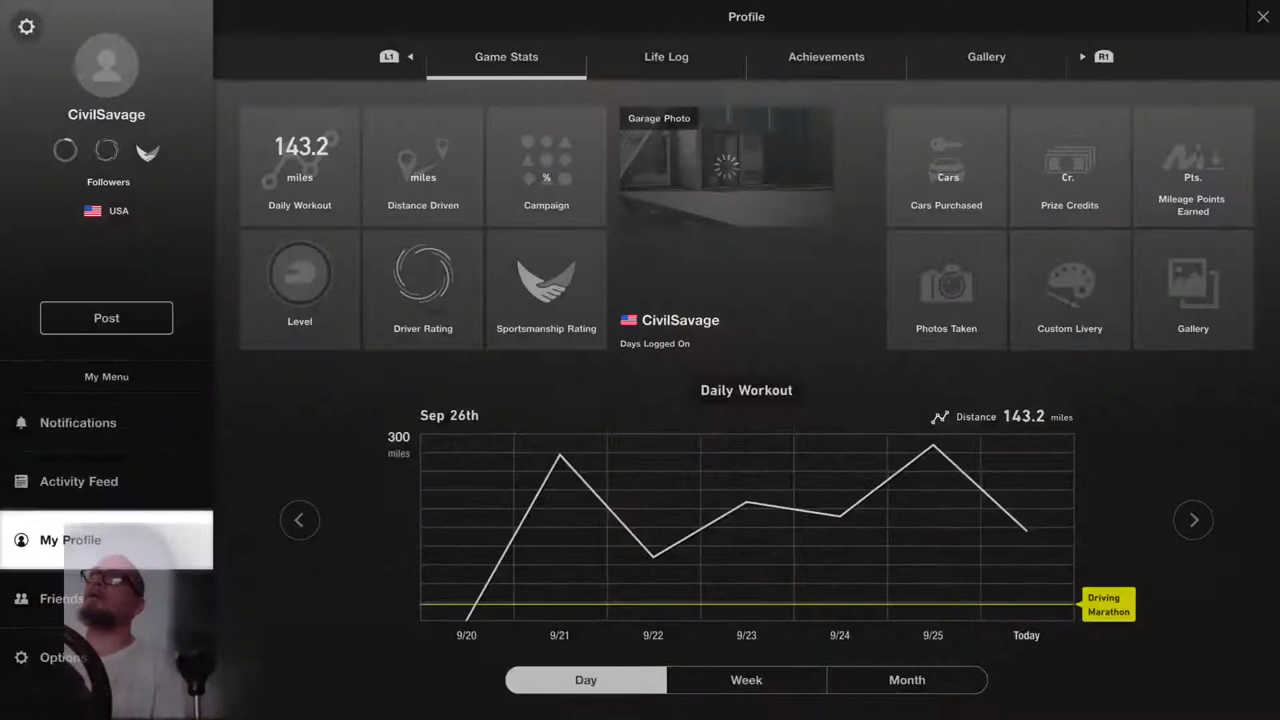 Profile
L1
Game Stats
Life Log
Achievements
Gallery
R1
CivilSavage
Followers
USA
Post
My Menu
Notifications
Activity Feed
My Profile
Friends
Options
143.2
miles
Daily Workout
miles
Distance Driven
%
Campaign
Garage Photo
Cars
Cars Purchased
Cr.
Prize Credits
Pts.
Mileage Points
Earned
Level
Driver Rating
Sportsmanship Rating
CivilSavage
Days Logged On
Photos Taken
Custom Livery
Gallery
Daily Workout
Sep 26th
Distance 143.2 miles
300
miles
Driving
Marathon
9/20 9/21 9/22 9/23 9/24 9/25 Today
Day Week Month